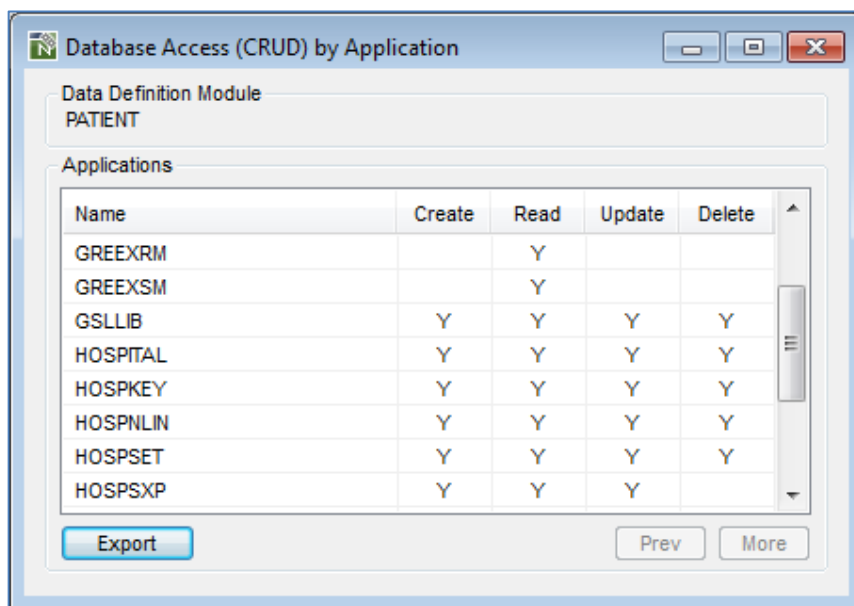 Database Access (CRUD) by Application
Data Definition Module
PATIENT
Applications
Name Create Read Update Delete
GREEXRM Y
GREEXSM Y
GSLLIB Y Y Y Y
HOSPITAL Y Y Y Y
HOSPKEY Y Y Y Y
HOSPNLIN Y Y Y Y
HOSPSET Y Y Y Y
HOSPSXP Y Y Y
Export Prev More